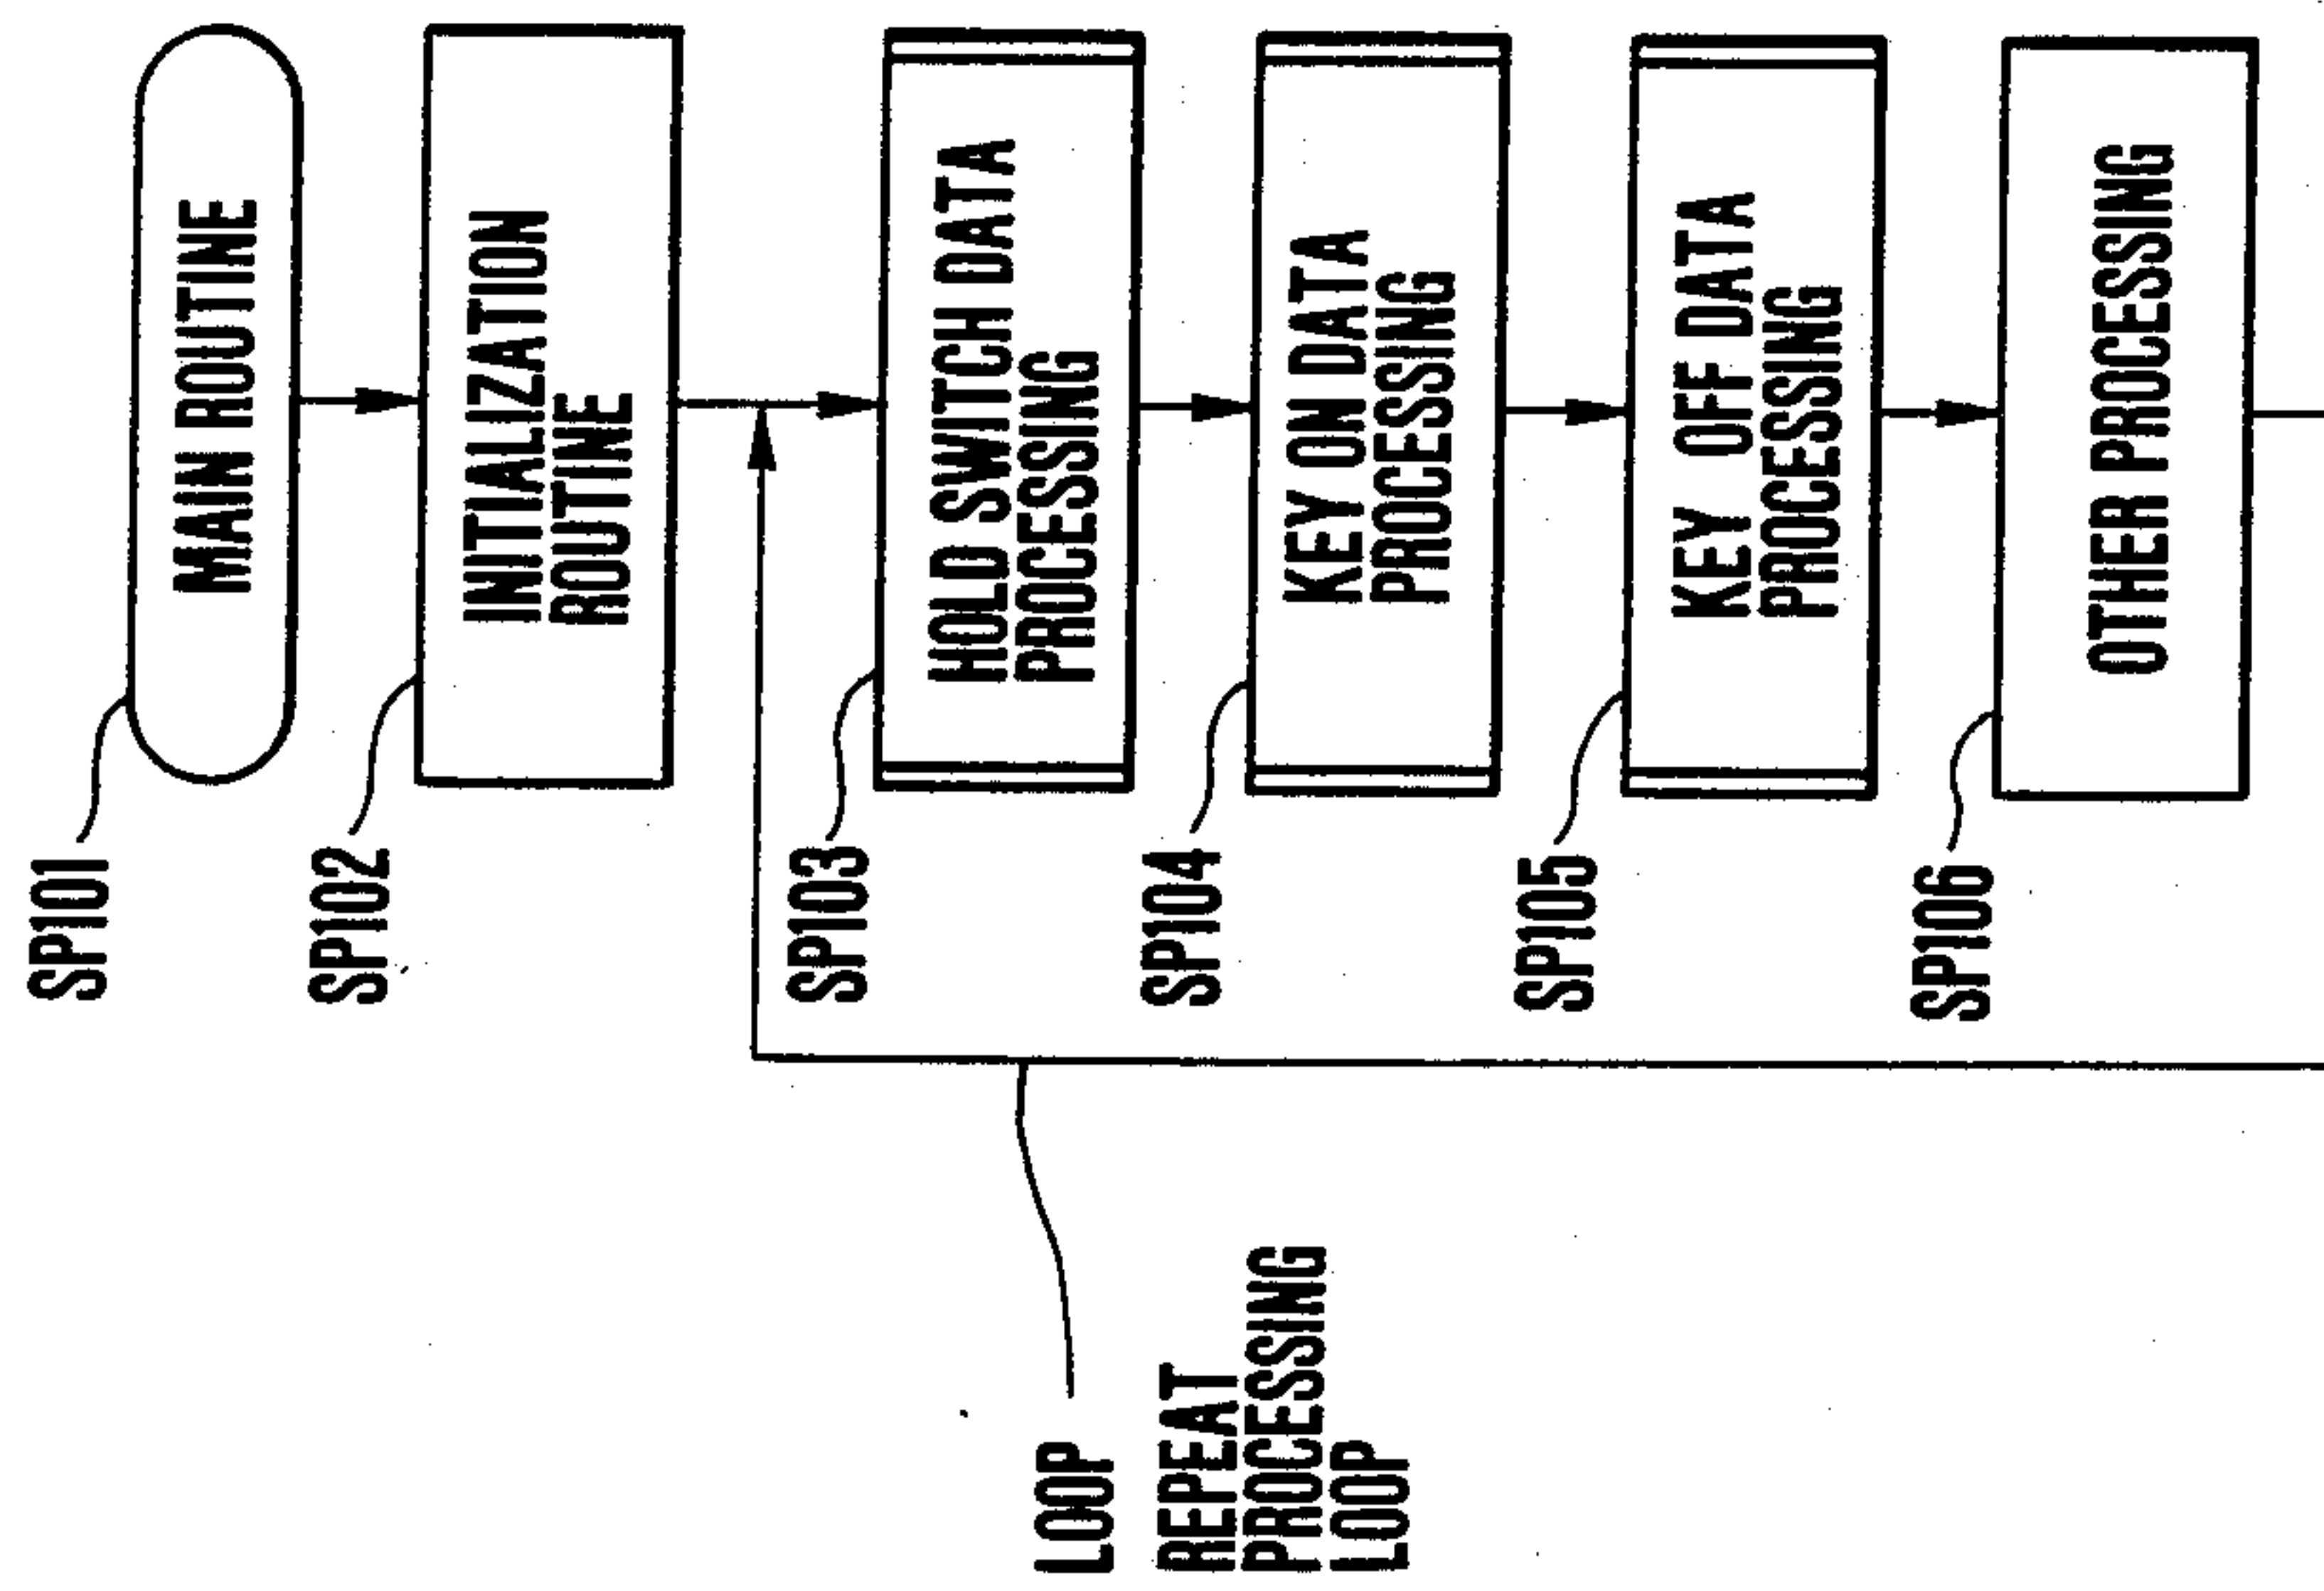 SP101
MAIN ROUTINE
SP102
INITIALIZATION
ROUTINE
SP103
HOLD SWITCH DATA
PROCESSING
SP104
KEY ON DATA
PROCESSING
SP105
KEY OFF DATA
PROCESSING
SP106
OTHER PROCESSING
LOOP
REPEAT
PROCESSING
LOOP